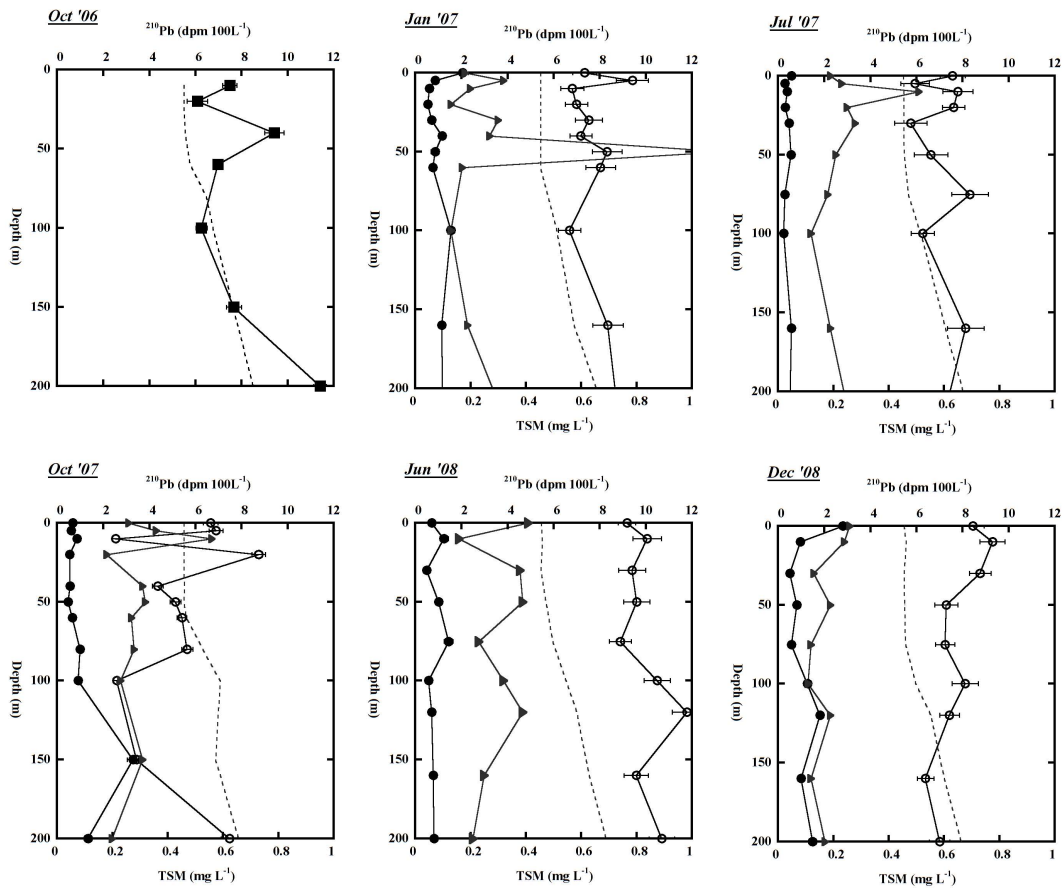 Oct '06
²¹⁰Pb (dpm 100L⁻¹)
0 2 4 6 8 10 12
0
50
100
150
200
Depth (m)
Jan '07
²¹⁰Pb (dpm 100L⁻¹)
0 2 4 6 8 10 12
0
50
100
150
200
Depth (m)
0 0.2 0.4 0.6 0.8 1
TSM (mg L⁻¹)
Jul '07
²¹⁰Pb (dpm 100L⁻¹)
0 2 4 6 8 10 12
0
50
100
150
200
Depth (m)
0 0.2 0.4 0.6 0.8 1
TSM (mg L⁻¹)
Oct '07
²¹⁰Pb (dpm 100L⁻¹)
0 2 4 6 8 10 12
0
50
100
150
200
Depth (m)
0 0.2 0.4 0.6 0.8 1
TSM (mg L⁻¹)
Jun '08
²¹⁰Pb (dpm 100L⁻¹)
0 2 4 6 8 10 12
0
50
100
150
200
Depth (m)
0 0.2 0.4 0.6 0.8 1
TSM (mg L⁻¹)
Dec '08
²¹⁰Pb (dpm 100L⁻¹)
0 2 4 6 8 10 12
0
50
100
150
200
Depth (m)
0 0.2 0.4 0.6 0.8 1
TSM (mg L⁻¹)